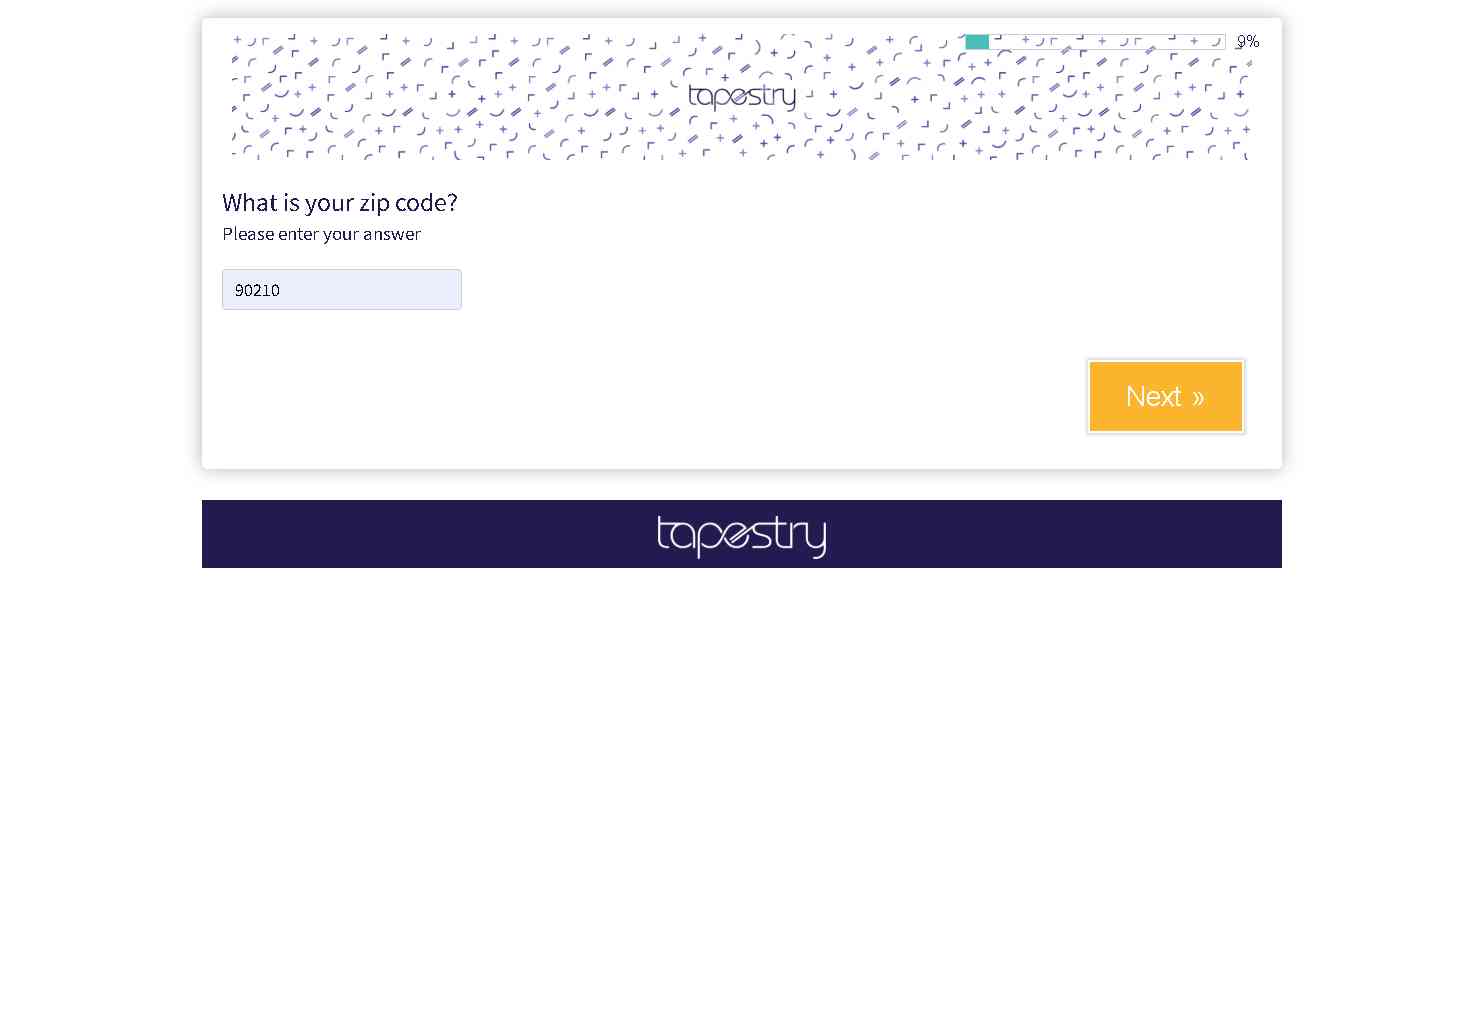 9%
tapestry
What is your zip code?
Please enter your answer
90210
Next »
tapestry